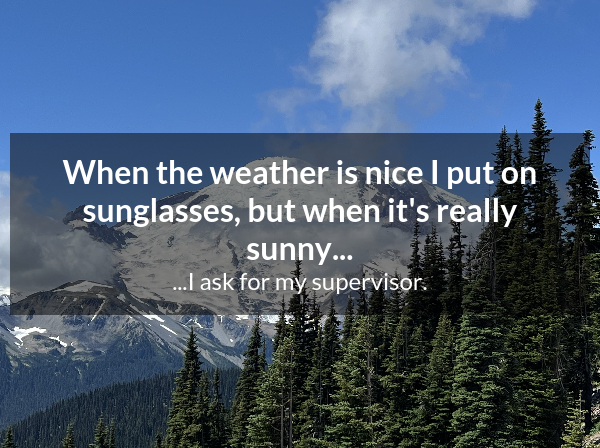 When the weather is nice I put on
sunglasses, but when it's really
sunny...
...I ask for my supervisor.